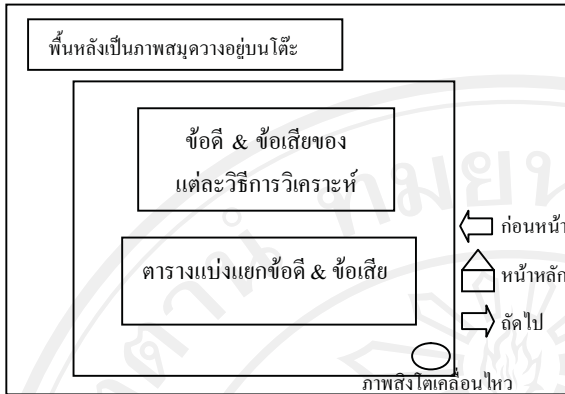 พื้นหลังเป็นภาพสมุดวางอยู่บนโต๊ะ
ข้อดี & ข้อเสียของ
แต่ละวิธีการวิเคราะห์
ตารางแบ่งแยกข้อดี & ข้อเสีย
ก่อนหน้า
หน้าหลัก
ถัดไป
ภาพสิงโตเคลื่อนไหว